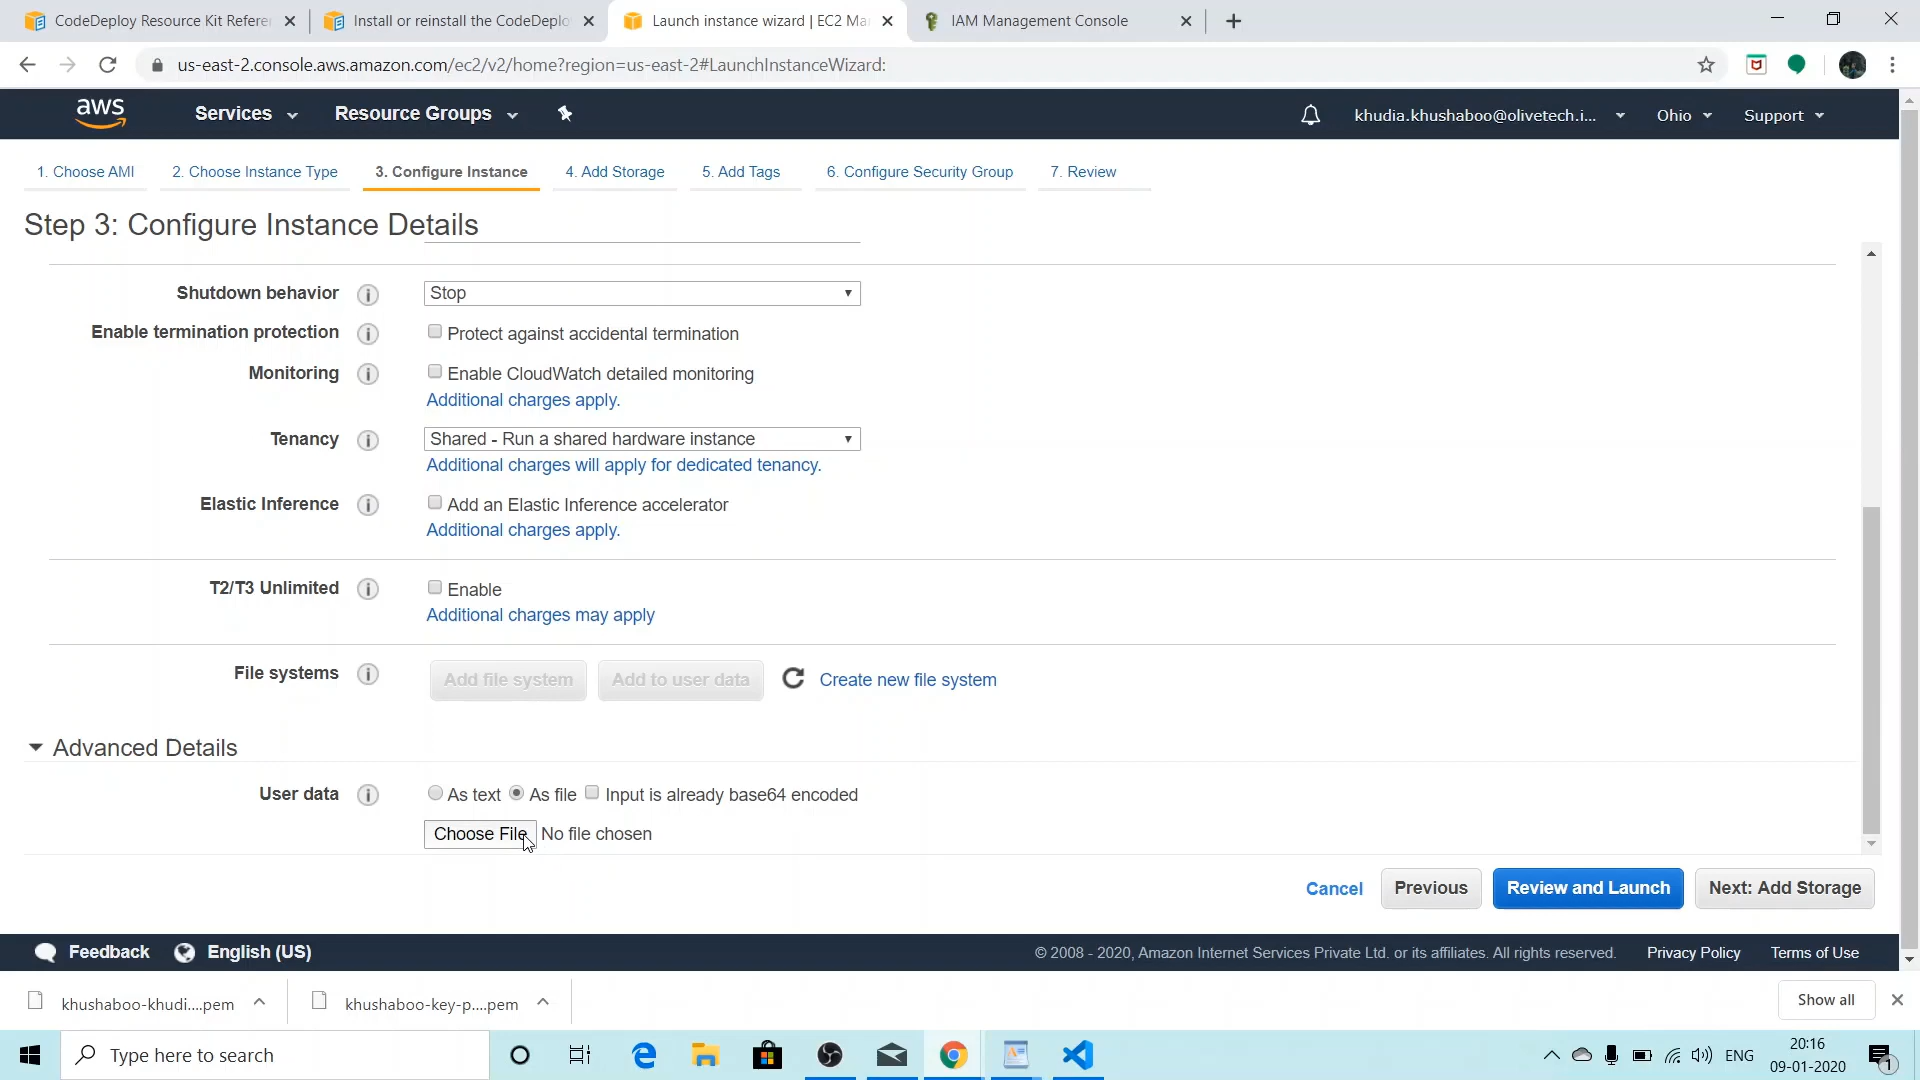 CodeDeploy Resource Kit Refere
Install or reinstall the CodeDeplo
Launch instance wizard | EC2 Ma
IAM Management Console
us-east-2.console.aws.amazon.com/ec2/v2/home?region=us-east-2#LaunchInstanceWizard:
aws
Services
Resource Groups
khudia.khushaboo@olivetech.i...
Ohio
Support
1. Choose AMI
2. Choose Instance Type
3. Configure Instance
4. Add Storage
5. Add Tags
6. Configure Security Group
7. Review
Step 3: Configure Instance Details
Shutdown behavior
Stop
Enable termination protection
Protect against accidental termination
Monitoring
Enable CloudWatch detailed monitoring
Additional charges apply.
Tenancy
Shared - Run a shared hardware instance
Additional charges will apply for dedicated tenancy.
Elastic Inference
Add an Elastic Inference accelerator
Additional charges apply.
T2/T3 Unlimited
Enable
Additional charges may apply
File systems
Add file system
Add to user data
Create new file system
Advanced Details
User data
As text
As file
Input is already base64 encoded
Choose File
No file chosen
Cancel
Previous
Review and Launch
Next: Add Storage
Feedback
English (US)
© 2008 - 2020, Amazon Internet Services Private Ltd. or its affiliates. All rights reserved.
Privacy Policy
Terms of Use
khushaboo-khudi....pem
khushaboo-key-p....pem
Show all
Type here to search
ENG
20:16
09-01-2020
1